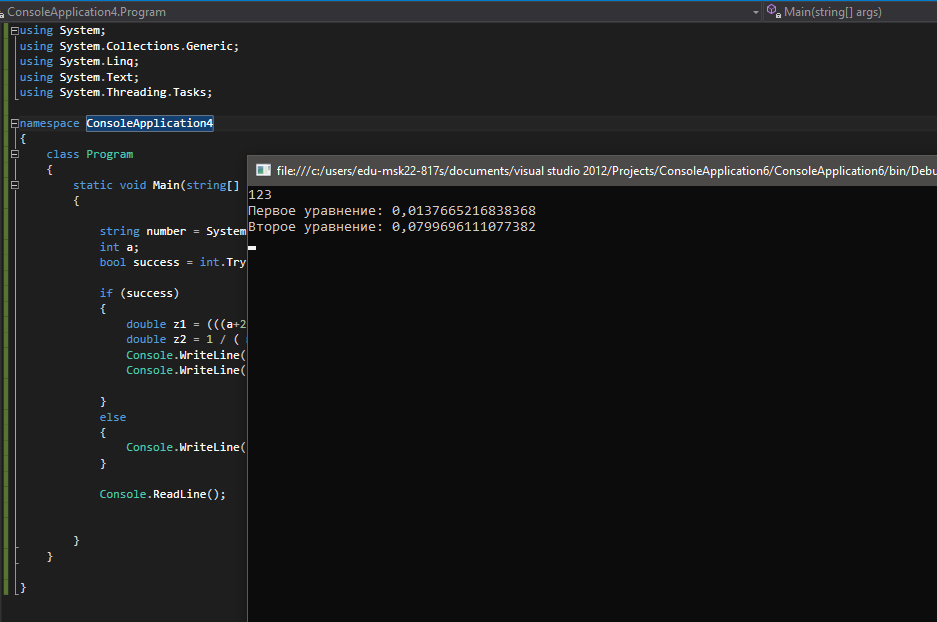 ConsoleApplication4.Program
Main(string[] args)
using System;
using System.Collections.Generic;
using System.Linq;
using System.Text;
using System.Threading.Tasks;
namespace ConsoleApplication4
{
class Program
{
static void Main(string[]
{
string number = System
int a;
bool success = int.Try
if (success)
{
double z1 = (((a+2
double z2 = 1 / (
Console.WriteLine(
Console.WriteLine(
}
else
{
Console.WriteLine(
}
Console.ReadLine();
}
}
}
file:///c:/users/edu-msk22-817s/documents/visual studio 2012/Projects/ConsoleApplication6/ConsoleApplication6/bin/Debu
123
Первое уравнение: 0,0137665216838368
Второе уравнение: 0,0799696111077382